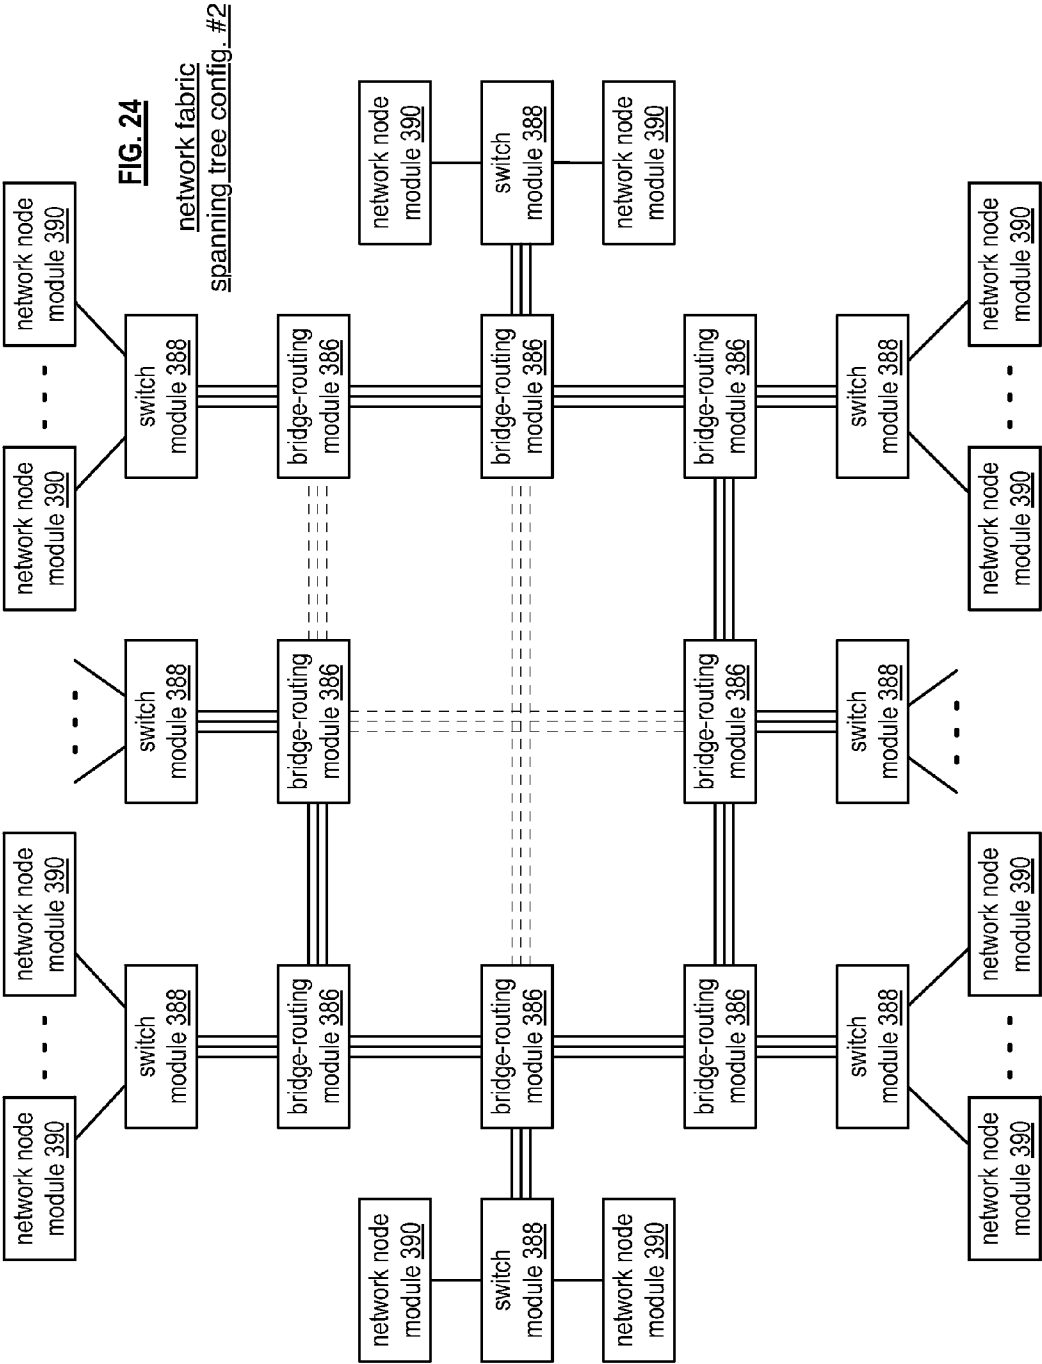 network node
module 390
network node
module 390
network node
module 390
network node
module 390
FIG. 24
network fabric
spanning tree config. #2
switch
module 388
switch
module 388
switch
module 388
bridge-routing
module 386
bridge-routing
module 386
bridge-routing
module 386
network node
module 390
network node
module 390
switch
module 388
bridge-routing
module 386
bridge-routing
module 386
switch
module 388
network node
module 390
network node
module 390
bridge-routing
module 386
bridge-routing
module 386
bridge-routing
module 386
switch
module 388
switch
module 388
switch
module 388
network node
module 390
network node
module 390
network node
module 390
network node
module 390